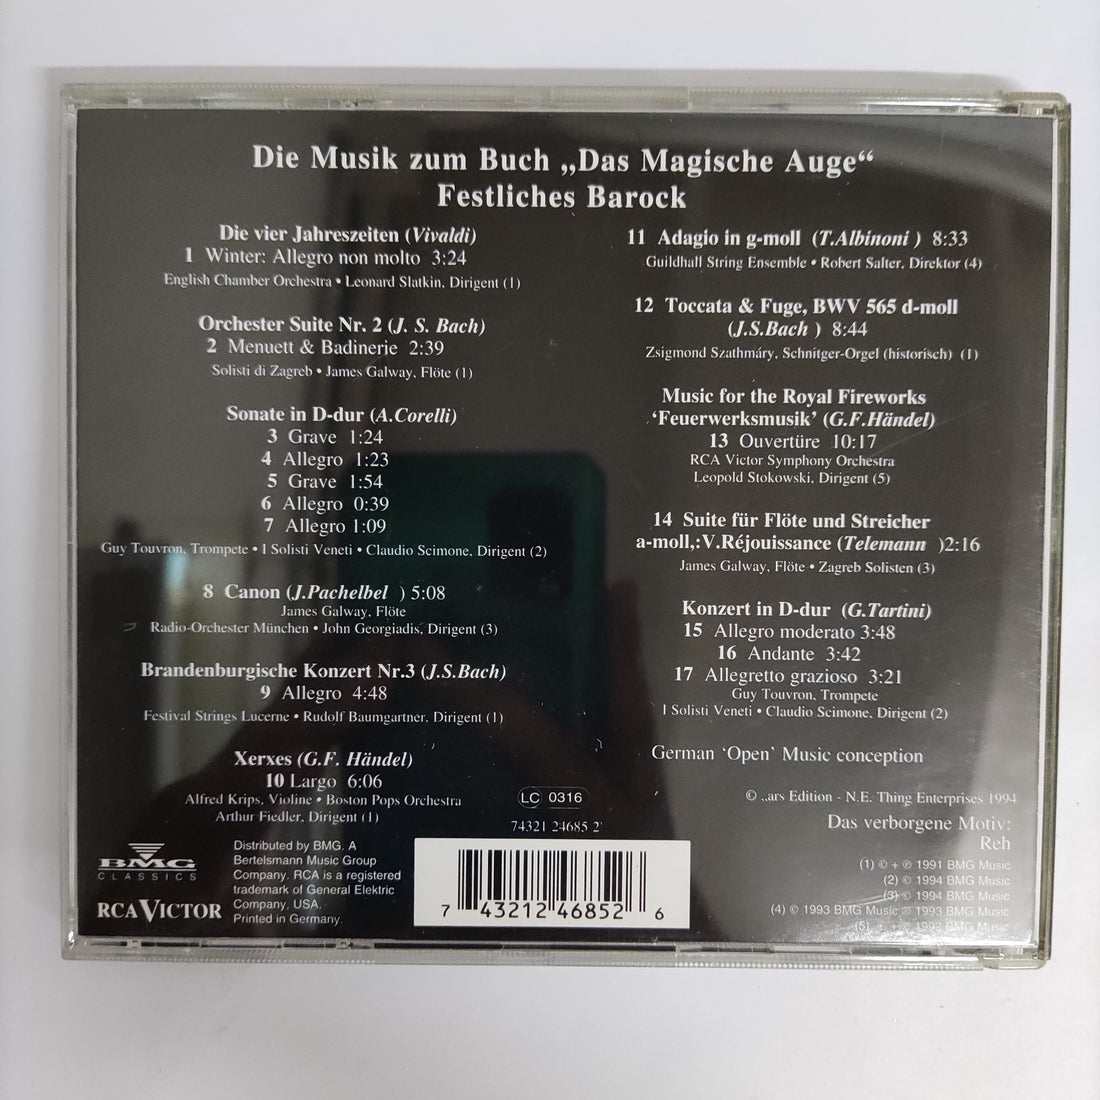 Die Musik zum Buch „Das Magische Auge“
Festliches Barock
Die vier Jahreszeiten (Vivaldi)
1 Winter: Allegro non molto 3:24
English Chamber Orchestra • Leonard Slatkin, Dirigent (1)
Orchester Suite Nr. 2 (J. S. Bach)
2 Menuett & Badinerie 2:39
Solisti di Zagreb • James Galway, Flöte (1)
Sonate in D-dur (A.Corelli)
3 Grave 1:24
4 Allegro 1:23
5 Grave 1:54
6 Allegro 0:39
7 Allegro 1:09
Guy Touvron, Trompete • I Solisti Veneti • Claudio Scimone, Dirigent (2)
8 Canon (J.Pachelbel ) 5:08
James Galway, Flöte
Radio-Orchester München • John Georgiadis, Dirigent (3)
Brandenburgische Konzert Nr.3 (J.S.Bach)
9 Allegro 4:48
Festival Strings Lucerne • Rudolf Baumgartner, Dirigent (1)
Xerxes (G.F. Händel)
10 Largo 6:06
Alfred Krips, Violine • Boston Pops Orchestra
Arthur Fiedler, Dirigent (1)
11 Adagio in g-moll (T.Albinoni ) 8:33
Guildhall String Ensemble • Robert Salter, Direktor (4)
12 Toccata & Fuge, BWV 565 d-moll
(J.S.Bach ) 8:44
Zsigmond Szathmáry, Schnitger-Orgel (historisch) (1)
Music for the Royal Fireworks
‘Feuerwerksmusik’ (G.F.Händel)
13 Ouvertüre 10:17
RCA Victor Symphony Orchestra
Leopold Stokowski, Dirigent (5)
14 Suite für Flöte und Streicher
a-moll,:V.Réjouissance (Telemann )2:16
James Galway, Flöte • Zagreb Solisten (3)
Konzert in D-dur (G.Tartini)
15 Allegro moderato 3:48
16 Andante 3:42
17 Allegretto grazioso 3:21
Guy Touvron, Trompete
I Solisti Veneti • Claudio Scimone, Dirigent (2)
German ‘Open’ Music conception
LC 0316
74321 24685 2
© ..ars Edition - N.E. Thing Enterprises 1994
Das verborgene Motiv:
Reh
(1) © + ℗ 1991 BMG Music
(2) © 1994 BMG Music
(3) © 1994 BMG Music
(4) © 1993 BMG Music ℗ 1993 BMG Music
(5) 1992 BMG Music
BMG
CLASSICS
RCA VICTOR
Distributed by BMG. A
Bertelsmann Music Group
Company. RCA is a registered
trademark of General Elektric
Company, USA.
Printed in Germany.
7 43212 46852 6